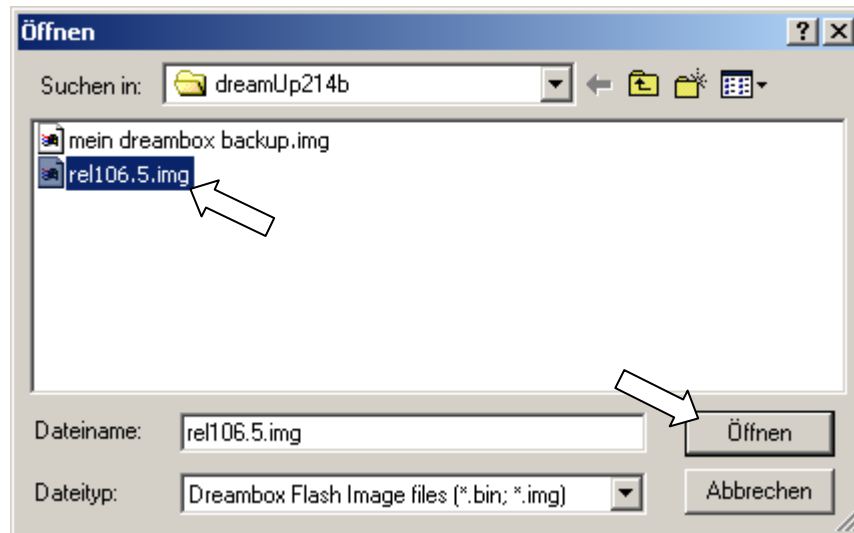 Öffnen
Suchen in: dreamUp214b
mein dreambox backup.img
rel106.5.img
Dateiname: rel106.5.img Öffnen
Dateityp: Dreambox Flash Image files (*.bin; *.img) Abbrechen